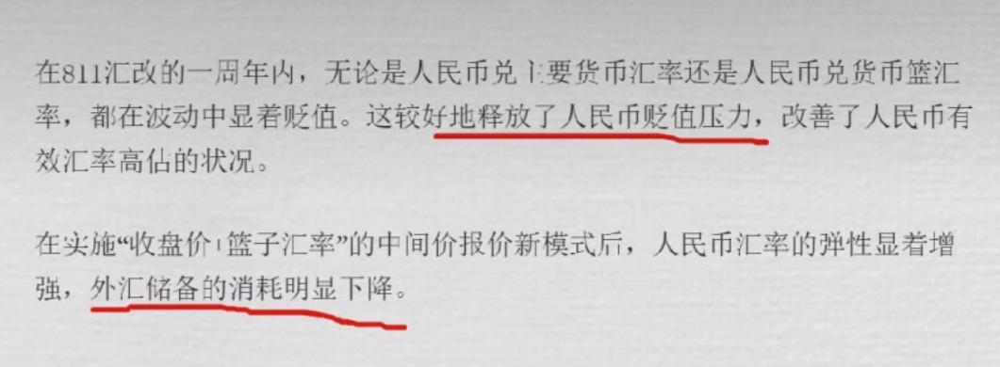 在811汇改的一周年内，无论是人民币兑主要货币汇率还是人民币兑货币篮汇
率，都在波动中显着贬值。这较好地释放了人民币贬值压力，改善了人民币有
效汇率高估的状况。
在实施“收盘价+篮子汇率”的中间价报价新模式后，人民币汇率的弹性显着增
强，外汇储备的消耗明显下降。